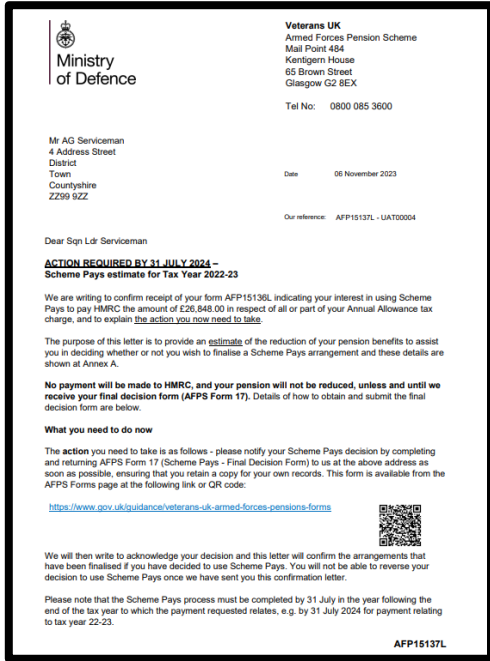 Ministry
of Defence
Veterans UK
Armed Forces Pension Scheme
Mail Point 484
Kentigern House
65 Brown Street
Glasgow G2 8EX
Tel No: 0800 085 3600
Mr AG Serviceman
4 Address Street
District
Town
Countyshire
ZZ99 9ZZ
Date 06 November 2023
Our reference: AFP15137L - UAT00004
Dear Sqn Ldr Serviceman
ACTION REQUIRED BY 31 JULY 2024 –
Scheme Pays estimate for Tax Year 2022-23
We are writing to confirm receipt of your form AFP15136L indicating your interest in using Scheme
Pays to pay HMRC the amount of £26,848.00 in respect of all or part of your Annual Allowance tax
charge, and to explain the action you now need to take.
The purpose of this letter is to provide an estimate of the reduction of your pension benefits to assist
you in deciding whether or not you wish to finalise a Scheme Pays arrangement and these details are
shown at Annex A.
No payment will be made to HMRC, and your pension will not be reduced, unless and until we
receive your final decision form (AFPS Form 17). Details of how to obtain and submit the final
decision form are below.
What you need to do now
The action you need to take is as follows - please notify your Scheme Pays decision by completing
and returning AFPS Form 17 (Scheme Pays - Final Decision Form) to us at the above address as
soon as possible, ensuring that you retain a copy for your own records. This form is available from the
AFPS Forms page at the following link or QR code:
https://www.gov.uk/guidance/veterans-uk-armed-forces-pensions-forms
We will then write to acknowledge your decision and this letter will confirm the arrangements that
have been finalised if you have decided to use Scheme Pays. You will not be able to reverse your
decision to use Scheme Pays once we have sent you this confirmation letter.
Please note that the Scheme Pays process must be completed by 31 July in the year following the
end of the tax year to which the payment requested relates, e.g. by 31 July 2024 for payment relating
to tax year 22-23.
AFP15137L